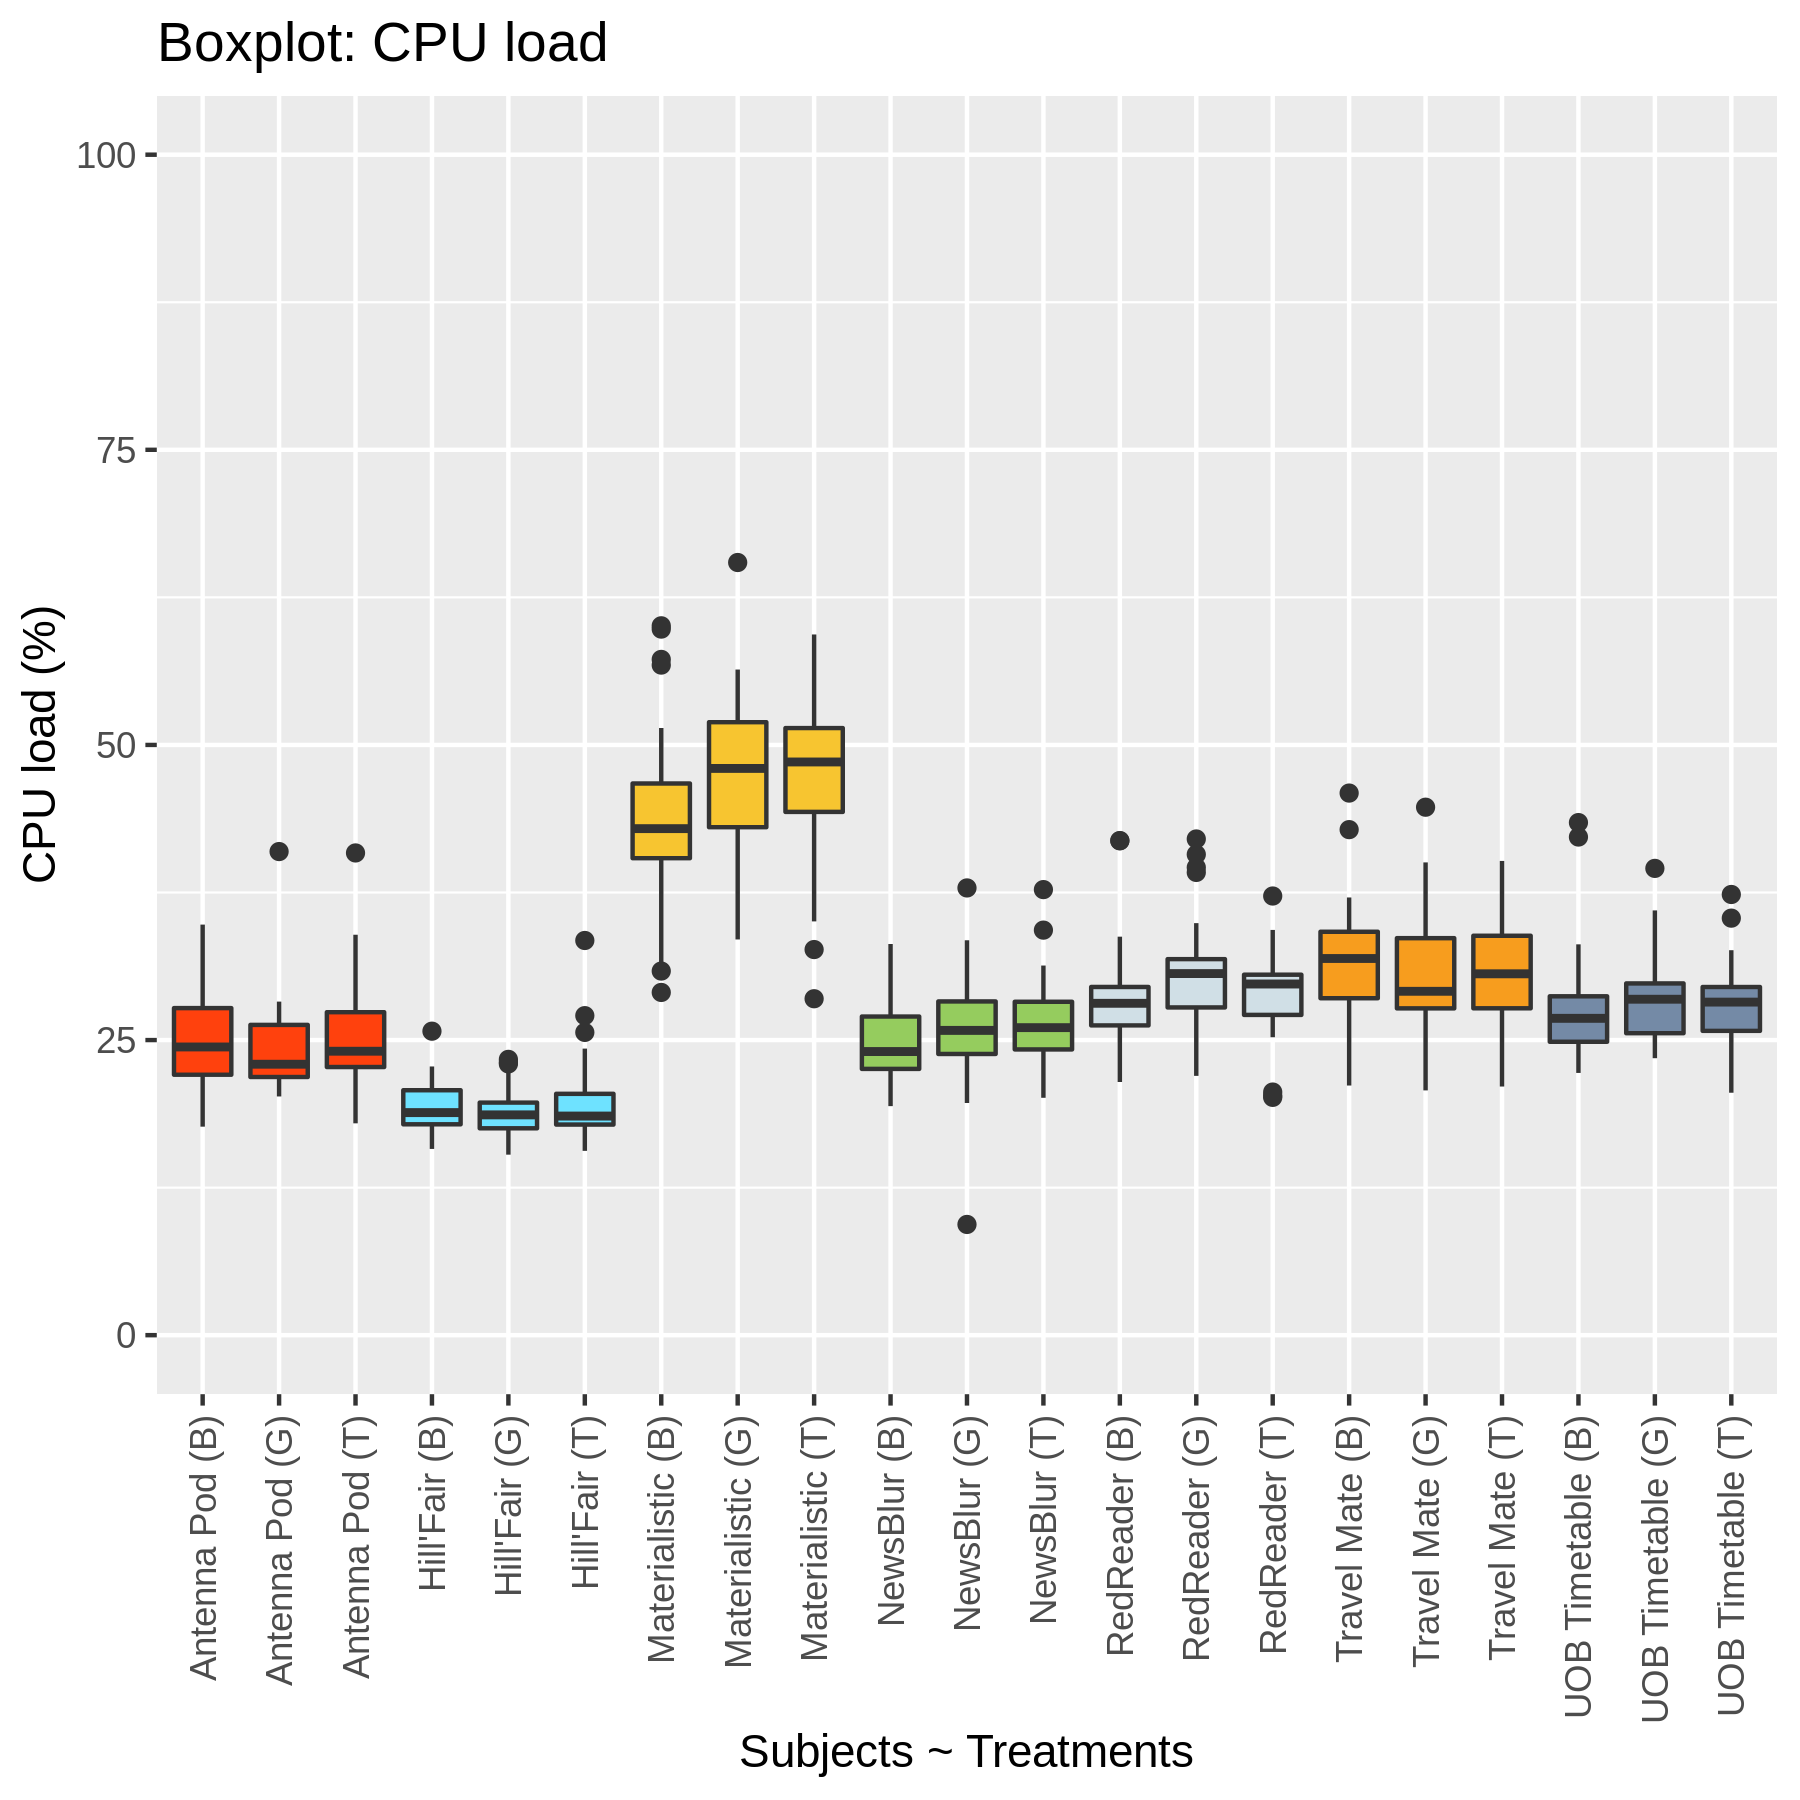 Boxplot: CPU load
100
75
50
25
0
CPU load (%)
Antenna Pod (B)
Antenna Pod (G)
Antenna Pod (T)
Hill'Fair (B)
Hill'Fair (G)
Hill'Fair (T)
Materialistic (B)
Materialistic (G)
Materialistic (T)
NewsBlur (B)
NewsBlur (G)
NewsBlur (T)
RedReader (B)
RedReader (G)
RedReader (T)
Travel Mate (B)
Travel Mate (G)
Travel Mate (T)
UOB Timetable (B)
UOB Timetable (G)
UOB Timetable (T)
Subjects ~ Treatments